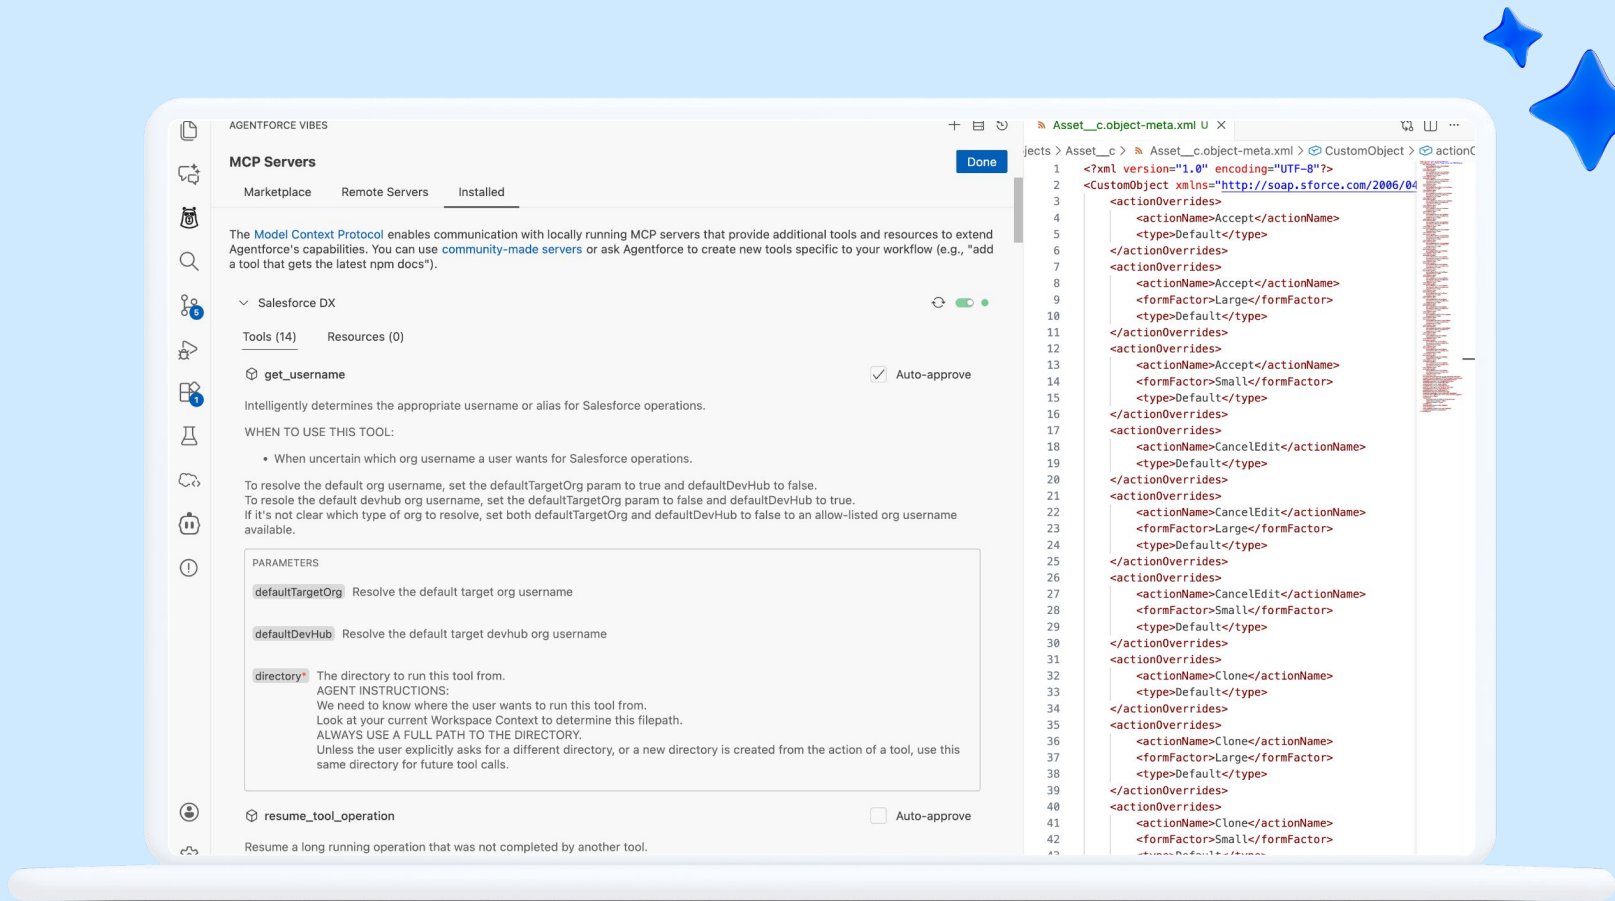 AGENTFORCE VIBES
MCP Servers
Done
Marketplace
Remote Servers
Installed
The Model Context Protocol enables communication with locally running MCP servers that provide additional tools and resources to extend
Agentforce's capabilities. You can use community-made servers or ask Agentforce to create new tools specific to your workflow (e.g., "add
a tool that gets the latest npm docs").
Salesforce DX
Tools (14)
Resources (0)
get_username
Auto-approve
Intelligently determines the appropriate username or alias for Salesforce operations.
WHEN TO USE THIS TOOL:
• When uncertain which org username a user wants for Salesforce operations.
To resolve the default org username, set the defaultTargetOrg param to true and defaultDevHub to false.
To resole the default devhub org username, set the defaultTargetOrg param to false and defaultDevHub to true.
If it's not clear which type of org to resolve, set both defaultTargetOrg and defaultDevHub to false to an allow-listed org username
available.
PARAMETERS
defaultTargetOrg Resolve the default target org username
defaultDevHub Resolve the default target devhub org username
directory* The directory to run this tool from.
AGENT INSTRUCTIONS:
We need to know where the user wants to run this tool from.
Look at your current Workspace Context to determine this filepath.
ALWAYS USE A FULL PATH TO THE DIRECTORY.
Unless the user explicitly asks for a different directory, or a new directory is created from the action of a tool, use this
same directory for future tool calls.
resume_tool_operation
Auto-approve
Resume a long running operation that was not completed by another tool.
5
1
Asset__c.object-meta.xml U
jects > Asset__c > Asset__c.object-meta.xml > CustomObject > actionO
1 <?xml version="1.0" encoding="UTF-8"?>
2 <CustomObject xmlns="http://soap.sforce.com/2006/04
3 <actionOverrides>
4 <actionName>Accept</actionName>
5 <type>Default</type>
6 </actionOverrides>
7 <actionOverrides>
8 <actionName>Accept</actionName>
9 <formFactor>Large</formFactor>
10 <type>Default</type>
11 </actionOverrides>
12 <actionOverrides>
13 <actionName>Accept</actionName>
14 <formFactor>Small</formFactor>
15 <type>Default</type>
16 </actionOverrides>
17 <actionOverrides>
18 <actionName>CancelEdit</actionName>
19 <type>Default</type>
20 </actionOverrides>
21 <actionOverrides>
22 <actionName>CancelEdit</actionName>
23 <formFactor>Large</formFactor>
24 <type>Default</type>
25 </actionOverrides>
26 <actionOverrides>
27 <actionName>CancelEdit</actionName>
28 <formFactor>Small</formFactor>
29 <type>Default</type>
30 </actionOverrides>
31 <actionOverrides>
32 <actionName>Clone</actionName>
33 <type>Default</type>
34 </actionOverrides>
35 <actionOverrides>
36 <actionName>Clone</actionName>
37 <formFactor>Large</formFactor>
38 <type>Default</type>
39 </actionOverrides>
40 <actionOverrides>
41 <actionName>Clone</actionName>
42 <formFactor>Small</formFactor>
43 <type>Default</type>